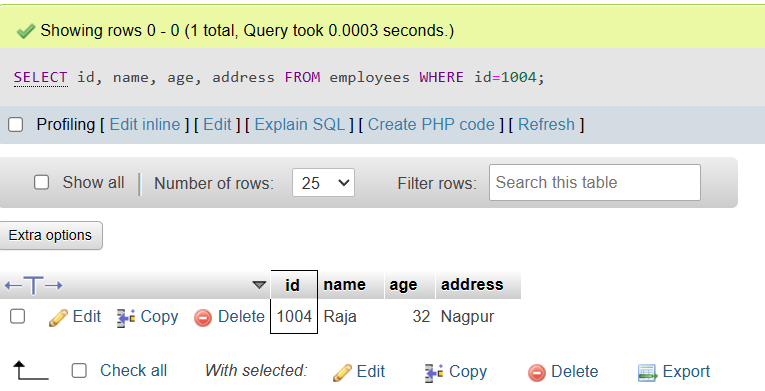 Showing rows 0 - 0 (1 total, Query took 0.0003 seconds.)
SELECT id, name, age, address FROM employees WHERE id=1004;
Profiling [ Edit inline ] [ Edit ] [ Explain SQL ] [ Create PHP code ] [ Refresh ]
Show all | Number of rows: 25 Filter rows: Search this table
Extra options
←T→ id name age address
Edit Copy Delete 1004 Raja 32 Nagpur
Check all With selected: Edit Copy Delete Export